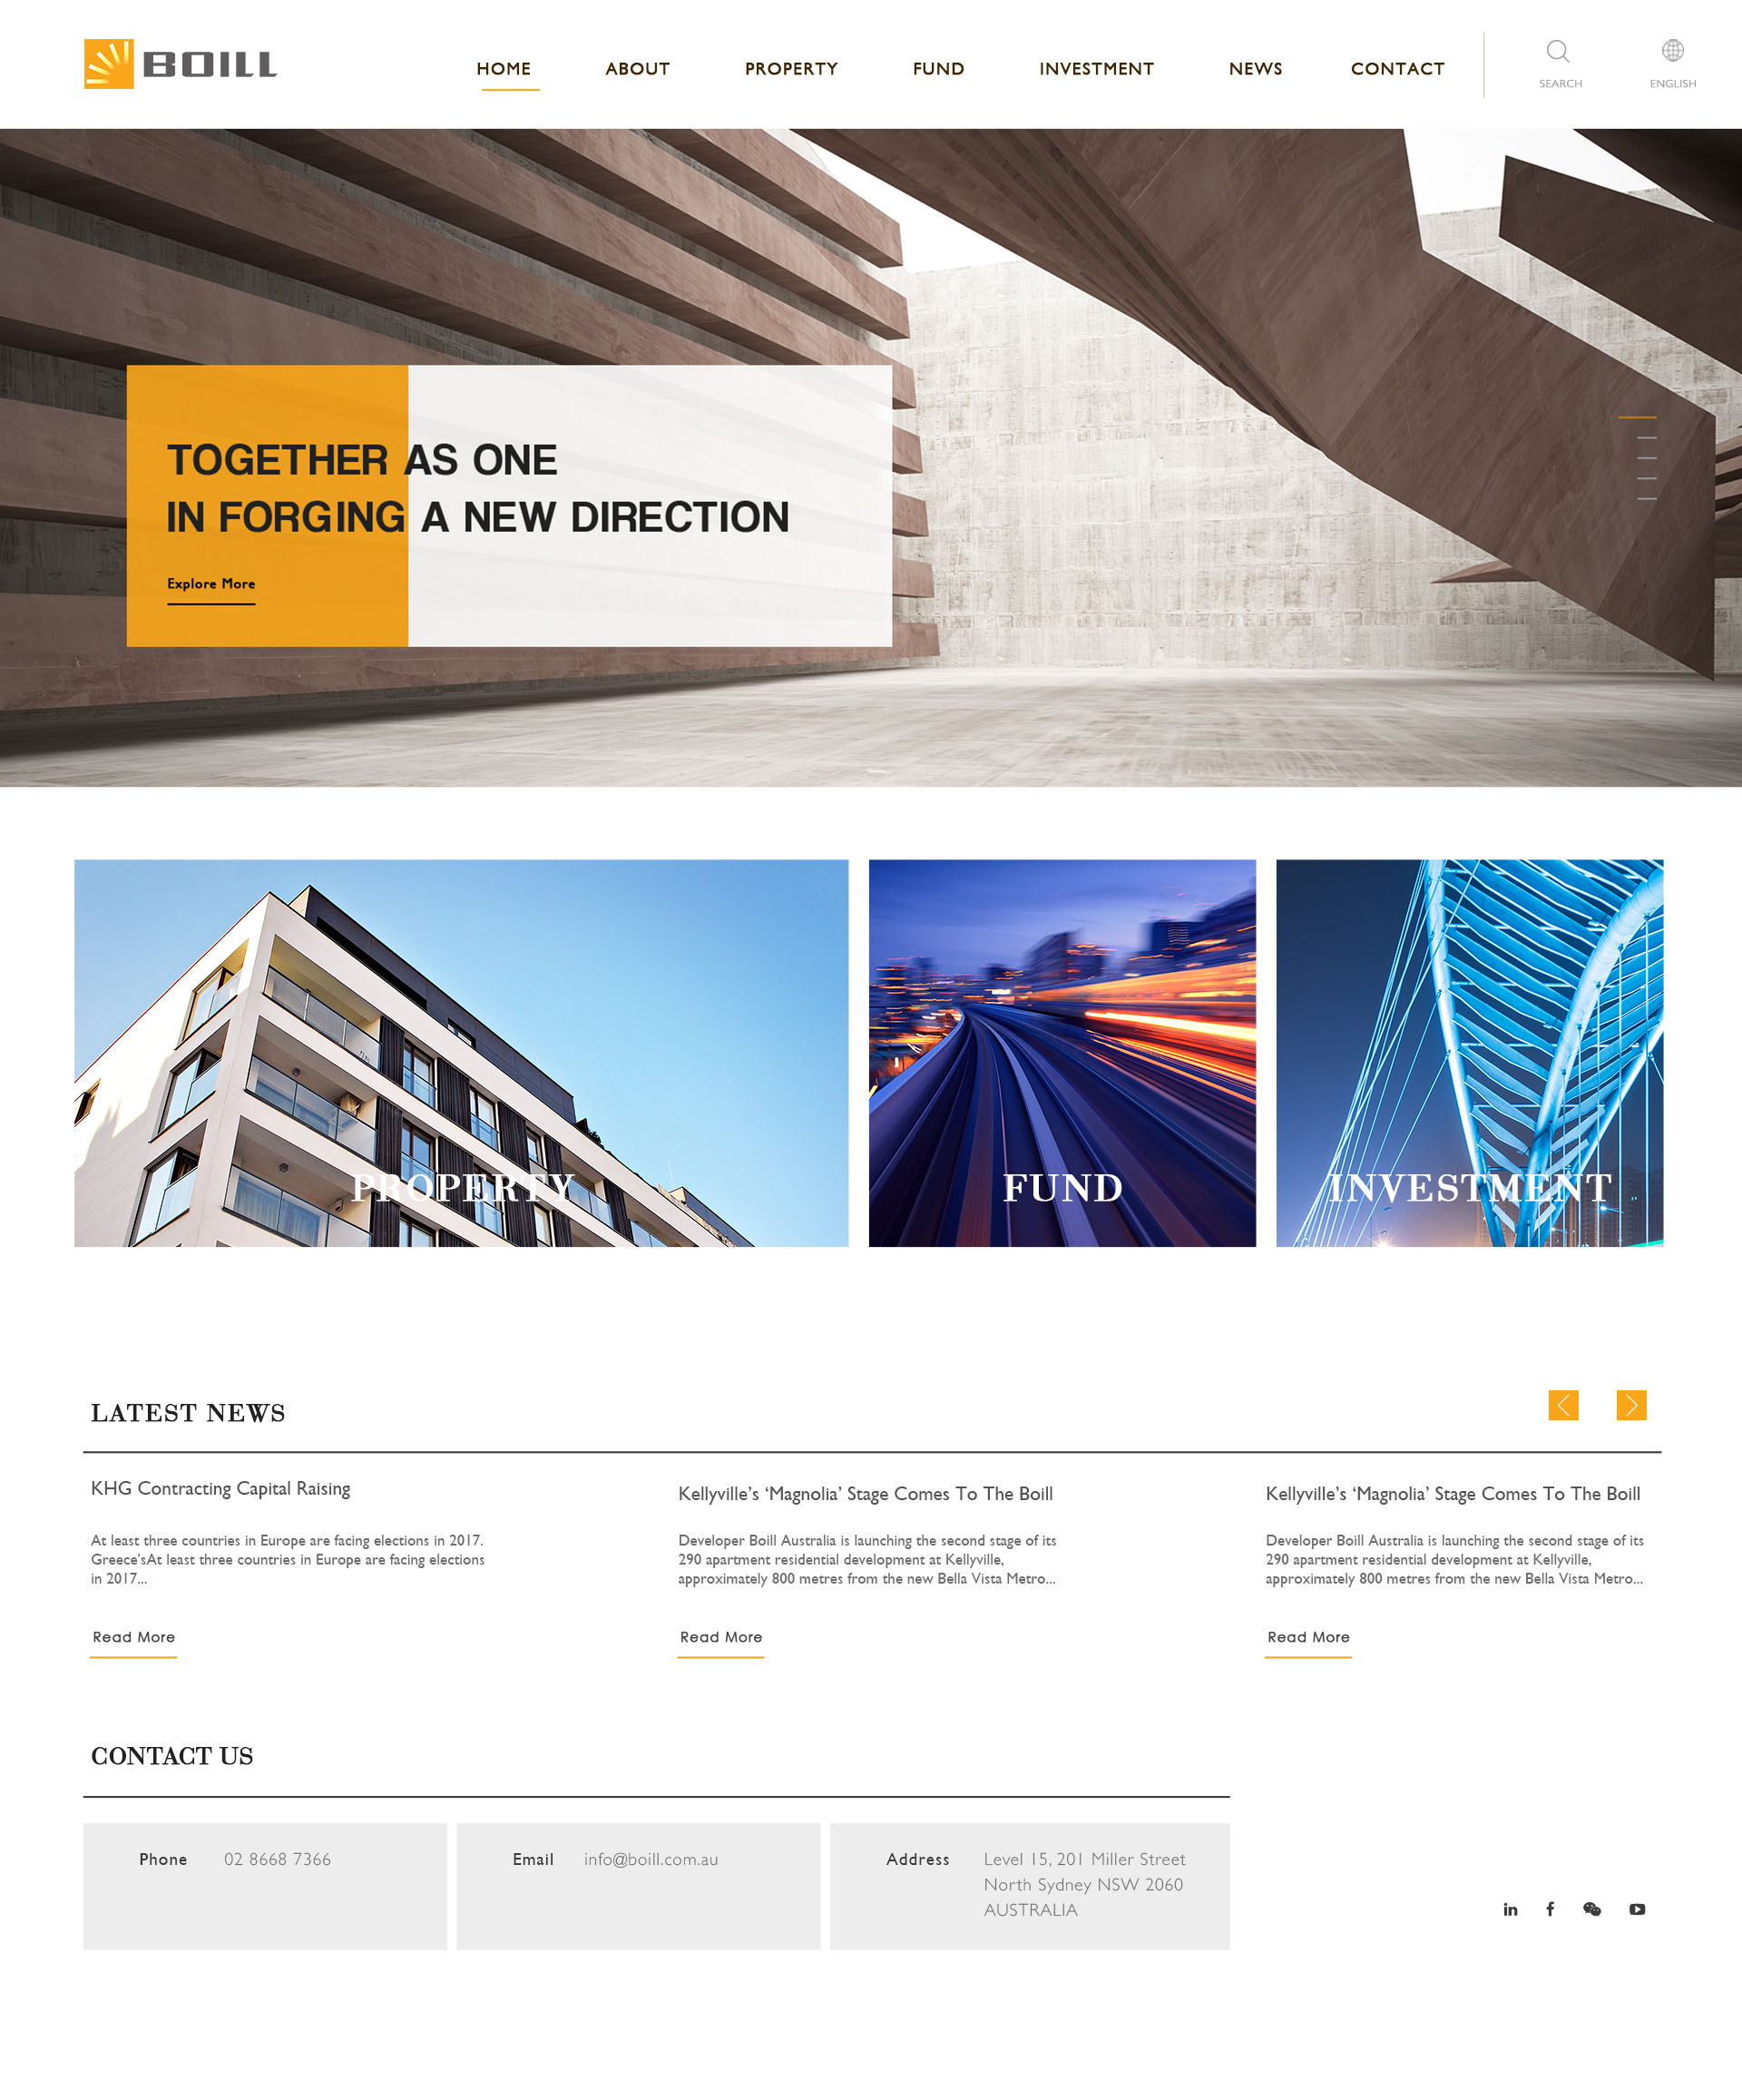 BOILL
HOME ABOUT PROPERTY FUND INVESTMENT NEWS CONTACT
SEARCH ENGLISH
TOGETHER AS ONE
IN FORGING A NEW DIRECTION
Explore More
PROPERTY FUND INVESTMENT
LATEST NEWS
KHG Contracting Capital Raising
At least three countries in Europe are facing elections in 2017.
Greece'sAt least three countries in Europe are facing elections
in 2017...
Read More
Kellyville's ‘Magnolia’ Stage Comes To The Boill
Developer Boill Australia is launching the second stage of its
290 apartment residential development at Kellyville,
approximately 800 metres from the new Bella Vista Metro...
Read More
Kellyville's ‘Magnolia’ Stage Comes To The Boill
Developer Boill Australia is launching the second stage of its
290 apartment residential development at Kellyville,
approximately 800 metres from the new Bella Vista Metro...
Read More
CONTACT US
Phone 02 8668 7366
Email info@boill.com.au
Address Level 15, 201 Miller Street
North Sydney NSW 2060
AUSTRALIA